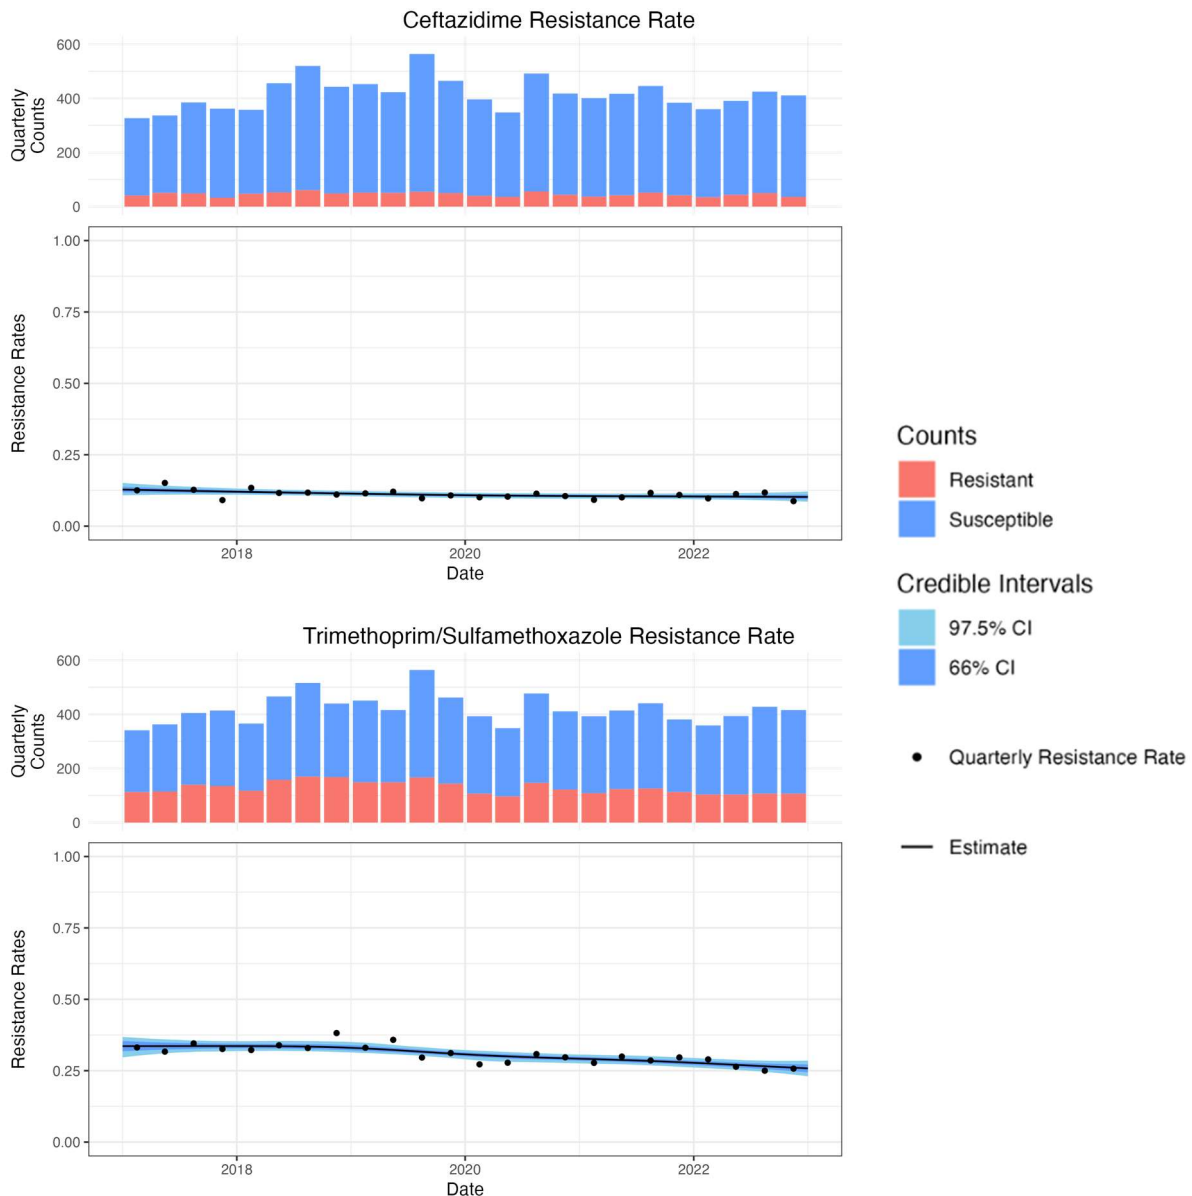 Ceftazidime Resistance Rate
Quarterly
Counts
600
400
200
0
Resistance Rates
1.00
0.75
0.50
0.25
0.00
2018 2020 2022
Date
Trimethoprim/Sulfamethoxazole Resistance Rate
Quarterly
Counts
600
400
200
0
Resistance Rates
1.00
0.75
0.50
0.25
0.00
2018 2020 2022
Date
Counts
Resistant
Susceptible
Credible Intervals
97.5% CI
66% CI
Quarterly Resistance Rate
Estimate